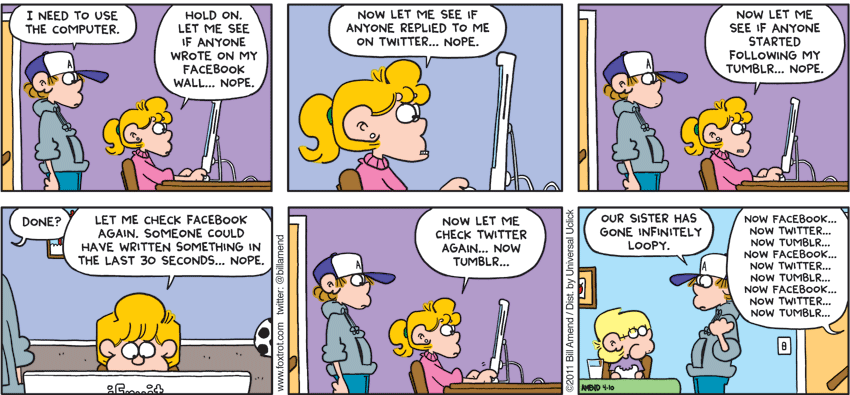 I NEED TO USE
THE COMPUTER.
HOLD ON.
LET ME SEE
IF ANYONE
WROTE ON MY
FACEBOOK
WALL... NOPE.
A
NOW LET ME SEE IF
ANYONE REPLIED TO ME
ON TWITTER... NOPE.
NOW LET ME
SEE IF ANYONE
STARTED
FOLLOWING MY
TUMBLR... NOPE.
A
DONE?
LET ME CHECK FACEBOOK
AGAIN. SOMEONE COULD
HAVE WRITTEN SOMETHING IN
THE LAST 30 SECONDS... NOPE.
iFruit
www.foxtrot.com twitter: @billamend
NOW LET ME
CHECK TWITTER
AGAIN... NOW
TUMBLR...
A
©2011 Bill Amend / Dist. by Universal Uclick
OUR SISTER HAS
GONE INFINITELY
LOOPY.
NOW FACEBOOK...
NOW TWITTER...
NOW TUMBLR...
NOW FACEBOOK...
NOW TWITTER...
NOW TUMBLR...
NOW FACEBOOK...
NOW TWITTER...
NOW TUMBLR...
A
AMEND 4-10